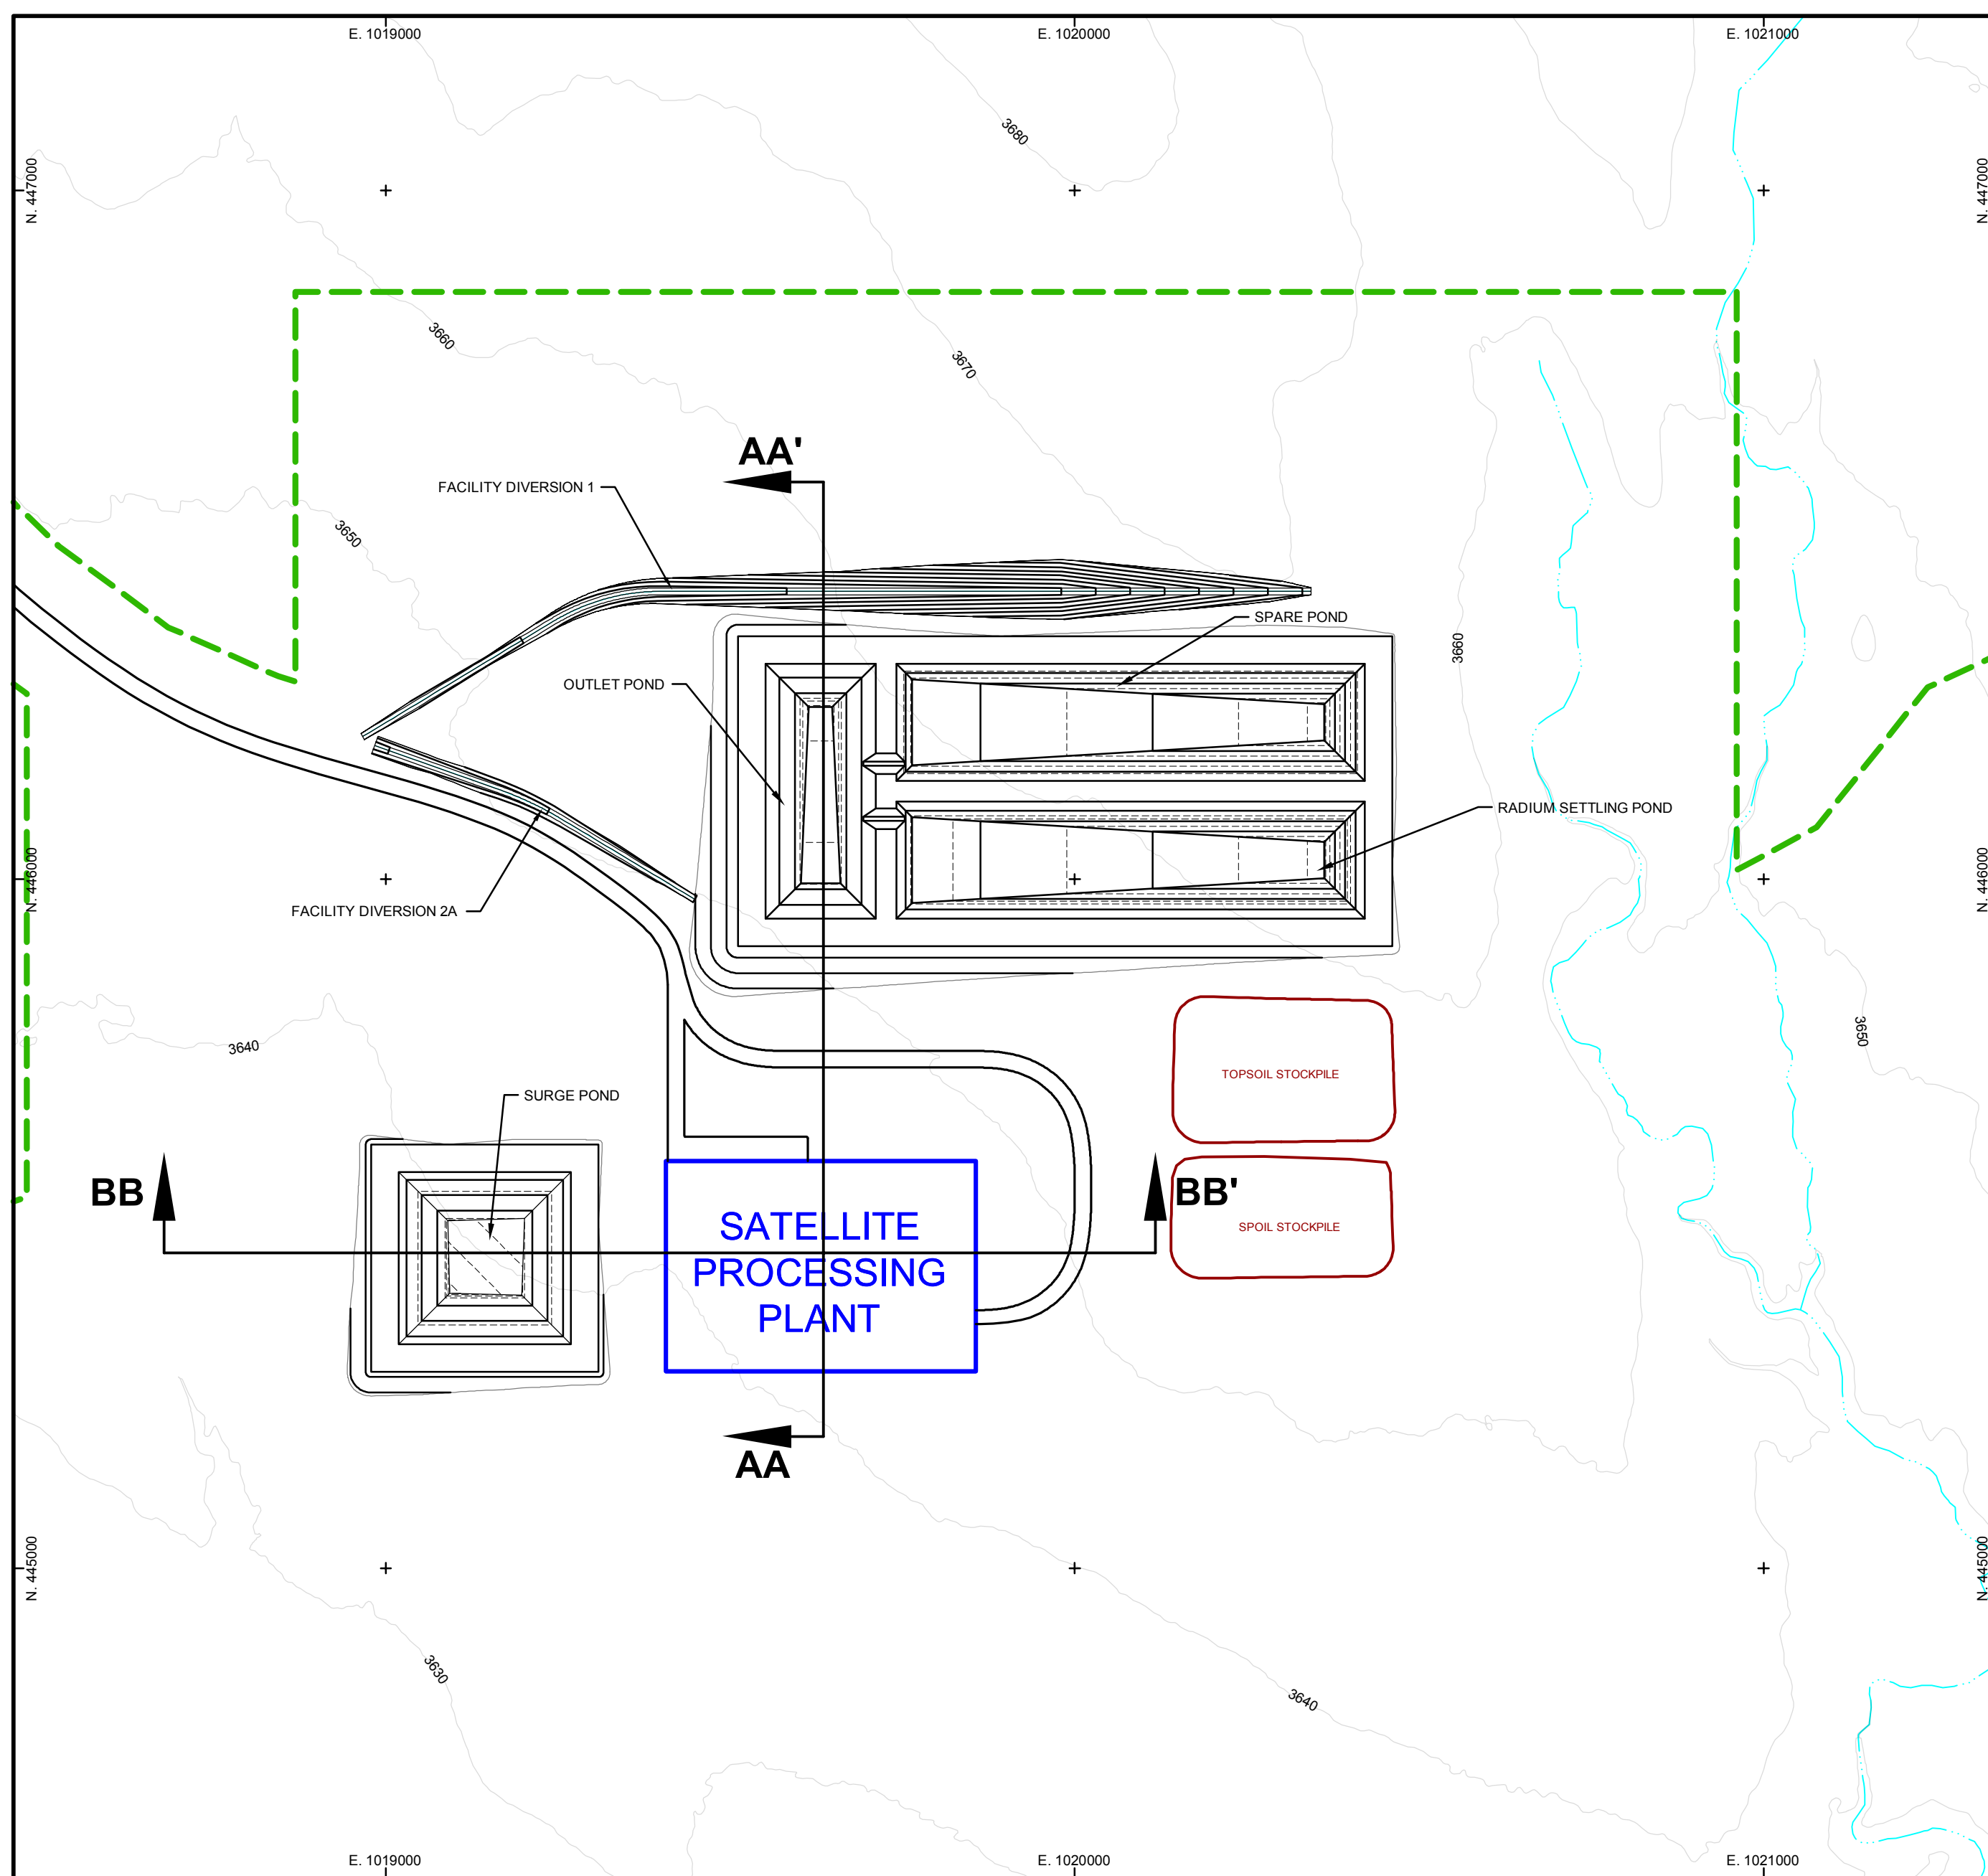 E. 1019000
E. 1020000
E. 1021000
N. 447000
N. 447000
3680
3660
3670
AA'
FACILITY DIVERSION 1
3650
SPARE POND
3660
OUTLET POND
RADIUM SETTLING POND
N. 446000
N. 446000
FACILITY DIVERSION 2A
3640
3650
TOPSOIL STOCKPILE
SURGE POND
BB
BB'
SATELLITE
PROCESSING
PLANT
SPOIL STOCKPILE
AA
N. 445000
N. 445000
3630
3640
E. 1019000
E. 1020000
E. 1021000